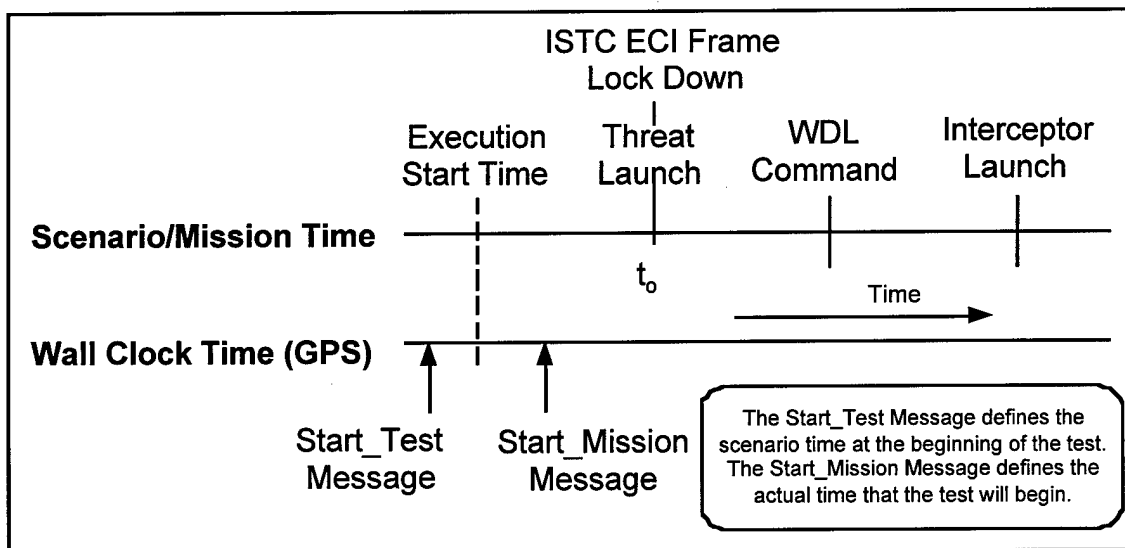 ISTC ECI Frame
Lock Down
Execution
Start Time
Threat
Launch
WDL
Command
Interceptor
Launch
Scenario/Mission Time
to
Time
Wall Clock Time (GPS)
Start_Test
Message
Start_Mission
Message
The Start_Test Message defines the
scenario time at the beginning of the test.
The Start_Mission Message defines the
actual time that the test will begin.